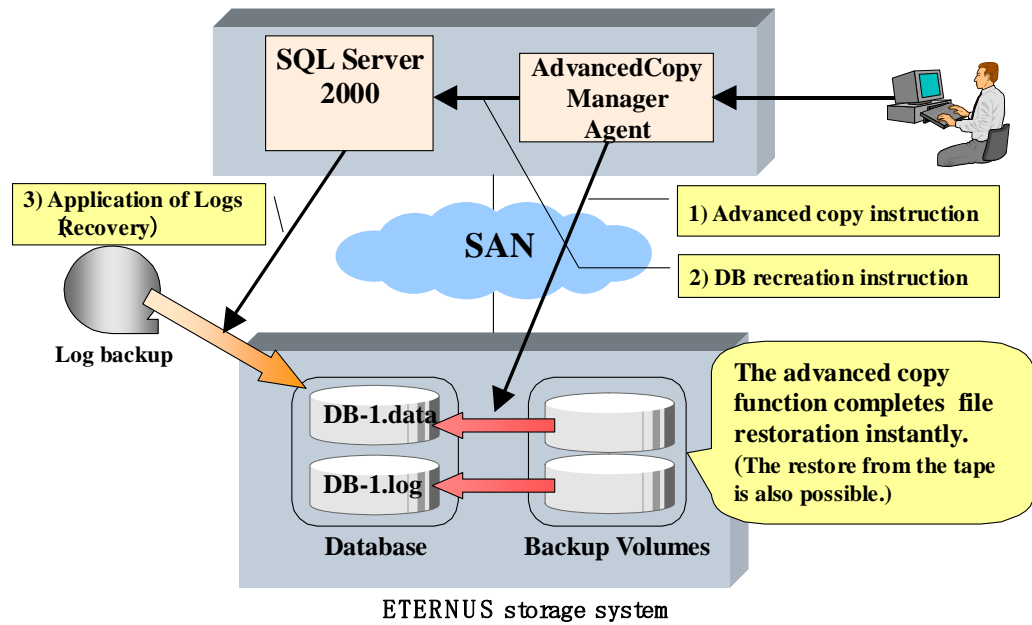 SQL Server
2000
AdvancedCopy
Manager
Agent
3) Application of Logs
(Recovery)
1) Advanced copy instruction
SAN
2) DB recreation instruction
Log backup
The advanced copy
function completes file
restoration instantly.
(The restore from the tape
is also possible.)
DB-1.data
DB-1.log
Database
Backup Volumes
ETERNUS storage system